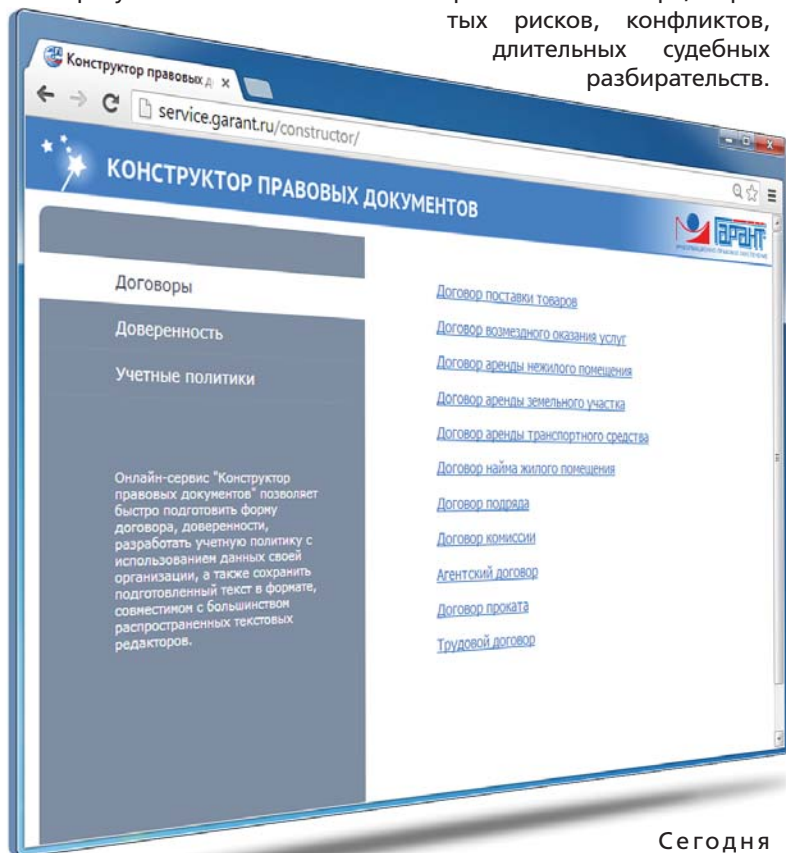 тых рисков, конфликтов,
длительных судебных
разбирательств.
Конструктор правовых д
service.garant.ru/constructor/
КОНСТРУКТОР ПРАВОВЫХ ДОКУМЕНТОВ
ГАРАНТ
Договоры
Доверенность
Учетные политики
Онлайн-сервис "Конструктор
правовых документов" позволяет
быстро подготовить форму
договора, доверенности,
разработать учетную политику с
использованием данных своей
организации, а также сохранить
подготовленный текст в формате,
совместимом с большинством
распространенных текстовых
редакторов.
Договор поставки товаров
Договор возмездного оказания услуг
Договор аренды нежилого помещения
Договор аренды земельного участка
Договор аренды транспортного средства
Договор найма жилого помещения
Договор подряда
Договор комиссии
Агентский договор
Договор проката
Трудовой договор
Сегодня